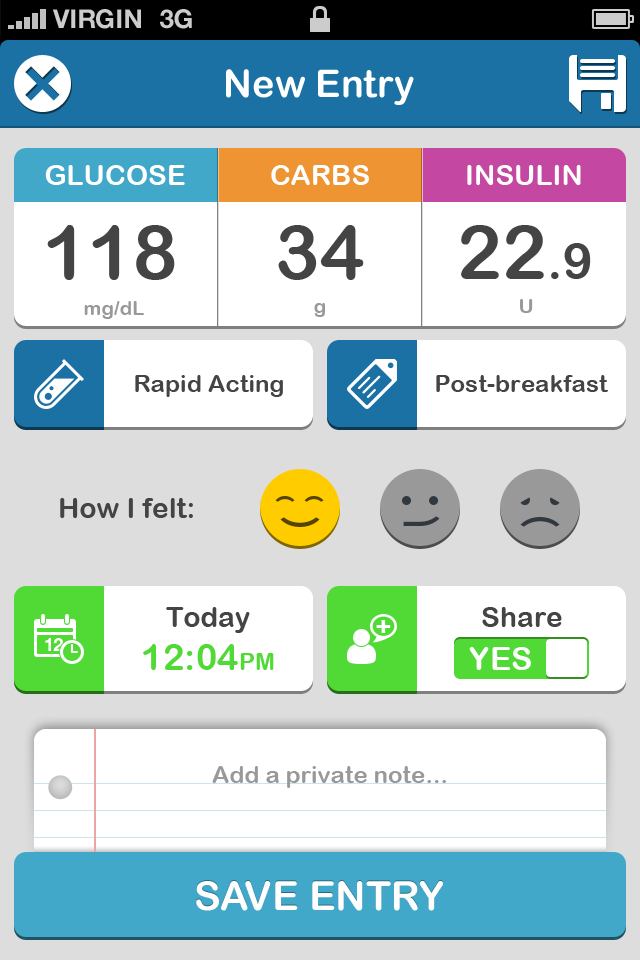 VIRGIN 3G
New Entry
GLUCOSE CARBS INSULIN
118 34 22.9
mg/dL g U
Rapid Acting Post-breakfast
How I felt:
Today Share
12:04PM YES
12
Add a private note...
SAVE ENTRY